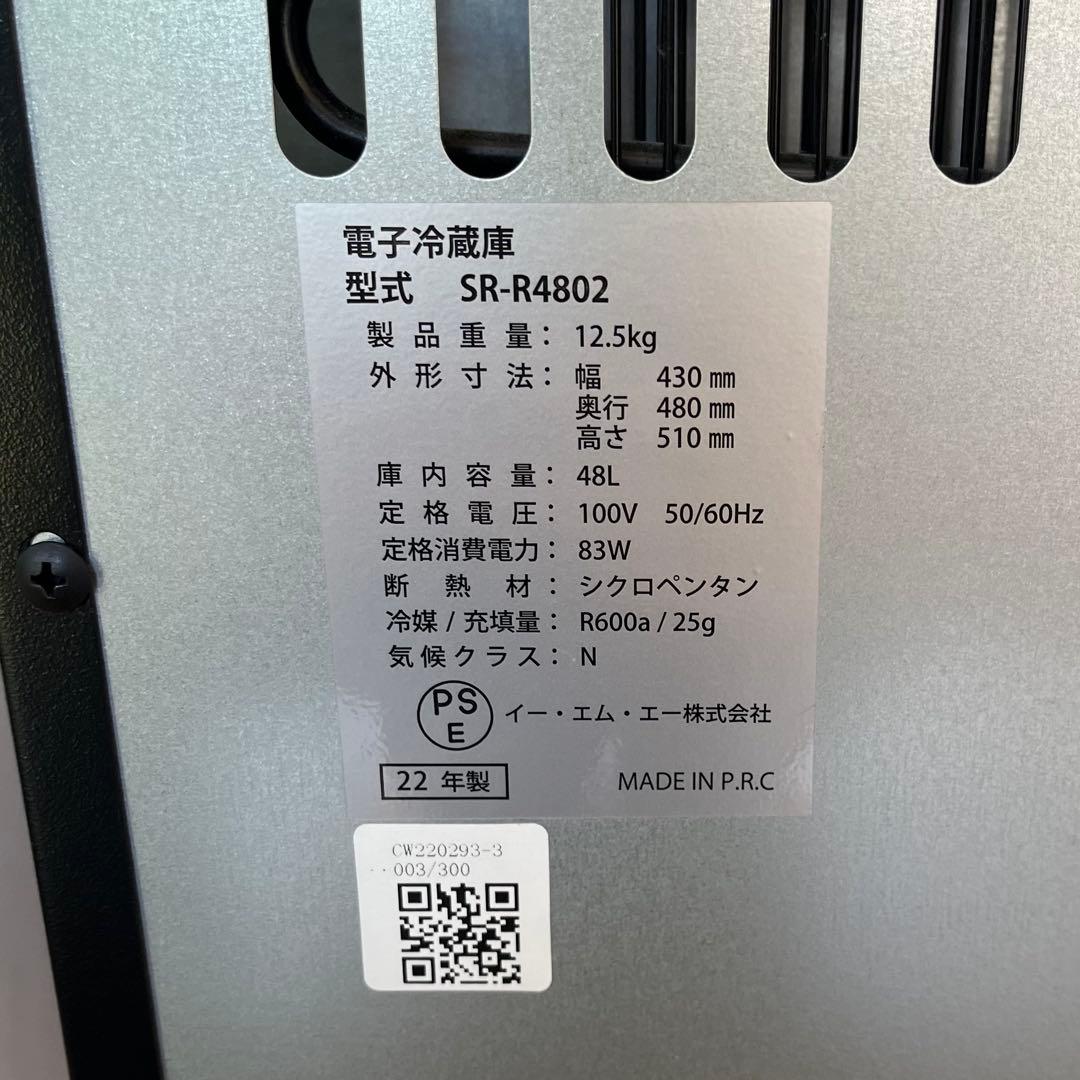 電子冷蔵庫
型式 SR-R4802
製品重量： 12.5kg
外形寸法： 幅 430㎜
奥行 480㎜
高さ 510㎜
庫内容量： 48L
定格電圧： 100V 50/60Hz
定格消費電力： 83W
断熱材： シクロペンタン
冷媒 / 充填量： R600a / 25g
気候クラス： N
PS
E
イー・エム・エー株式会社
22 年製 MADE IN P.R.C
CW220293-3
003/300